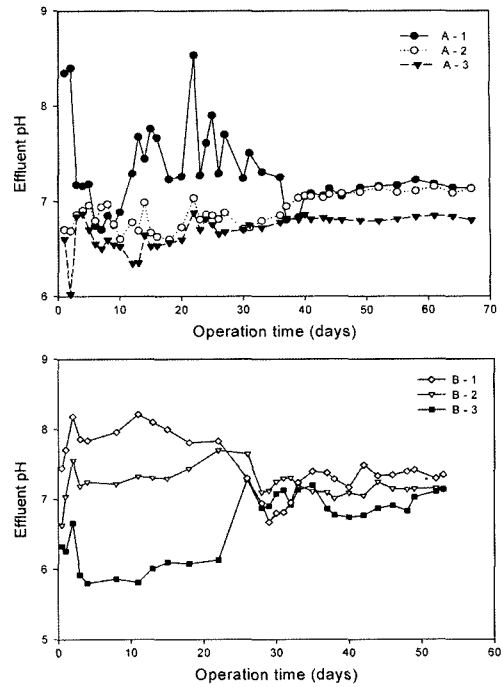 9
8
7
6
Effluent pH
A - 1
A - 2
A - 3
0 10 20 30 40 50 60 70
Operation time (days)
9
8
7
6
5
Effluent pH
B - 1
B - 2
B - 3
0 10 20 30 40 50 60
Operation time (days)